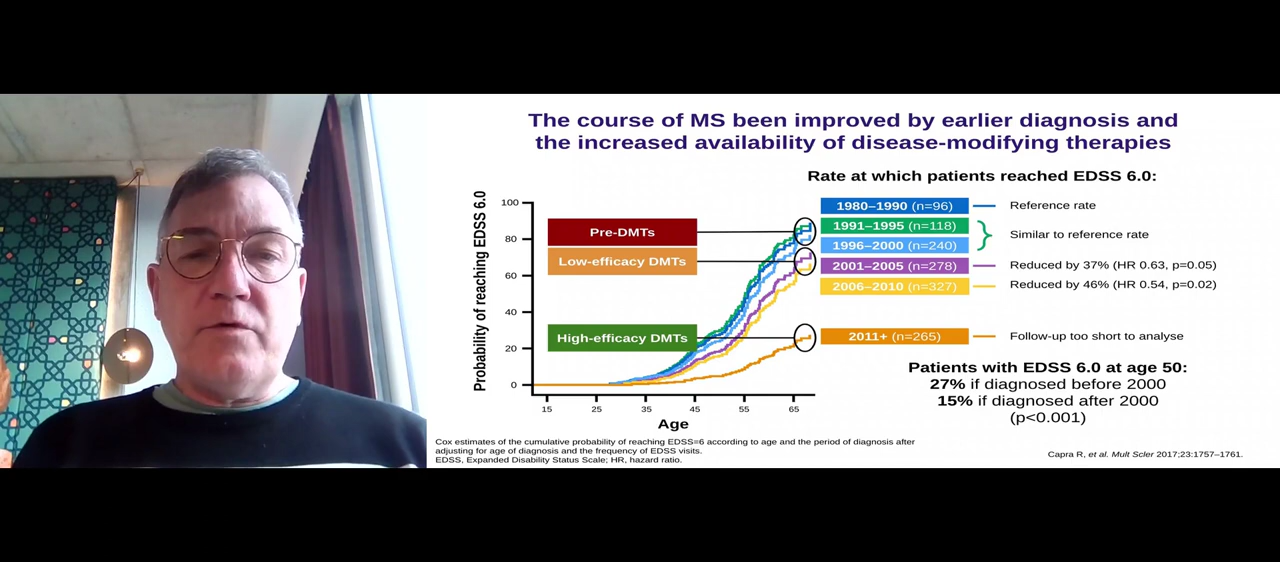 The course of MS been improved by earlier diagnosis and
the increased availability of disease-modifying therapies
Rate at which patients reached EDSS 6.0:
Probability of reaching EDSS 6.0
100
80
60
40
20
0
15 25 35 45 55 65
Age
Pre-DMTs
Low-efficacy DMTs
High-efficacy DMTs
1980–1990 (n=96) Reference rate
1991–1995 (n=118)
1996–2000 (n=240)
Similar to reference rate
2001–2005 (n=278) Reduced by 37% (HR 0.63, p=0.05)
2006–2010 (n=327) Reduced by 46% (HR 0.54, p=0.02)
2011+ (n=265) Follow-up too short to analyse
Patients with EDSS 6.0 at age 50:
27% if diagnosed before 2000
15% if diagnosed after 2000
(p<0.001)
Cox estimates of the cumulative probability of reaching EDSS=6 according to age and the period of diagnosis after
adjusting for age of diagnosis and the frequency of EDSS visits.
EDSS, Expanded Disability Status Scale; HR, hazard ratio.
Capra R, et al. Mult Scler 2017;23:1757–1761.